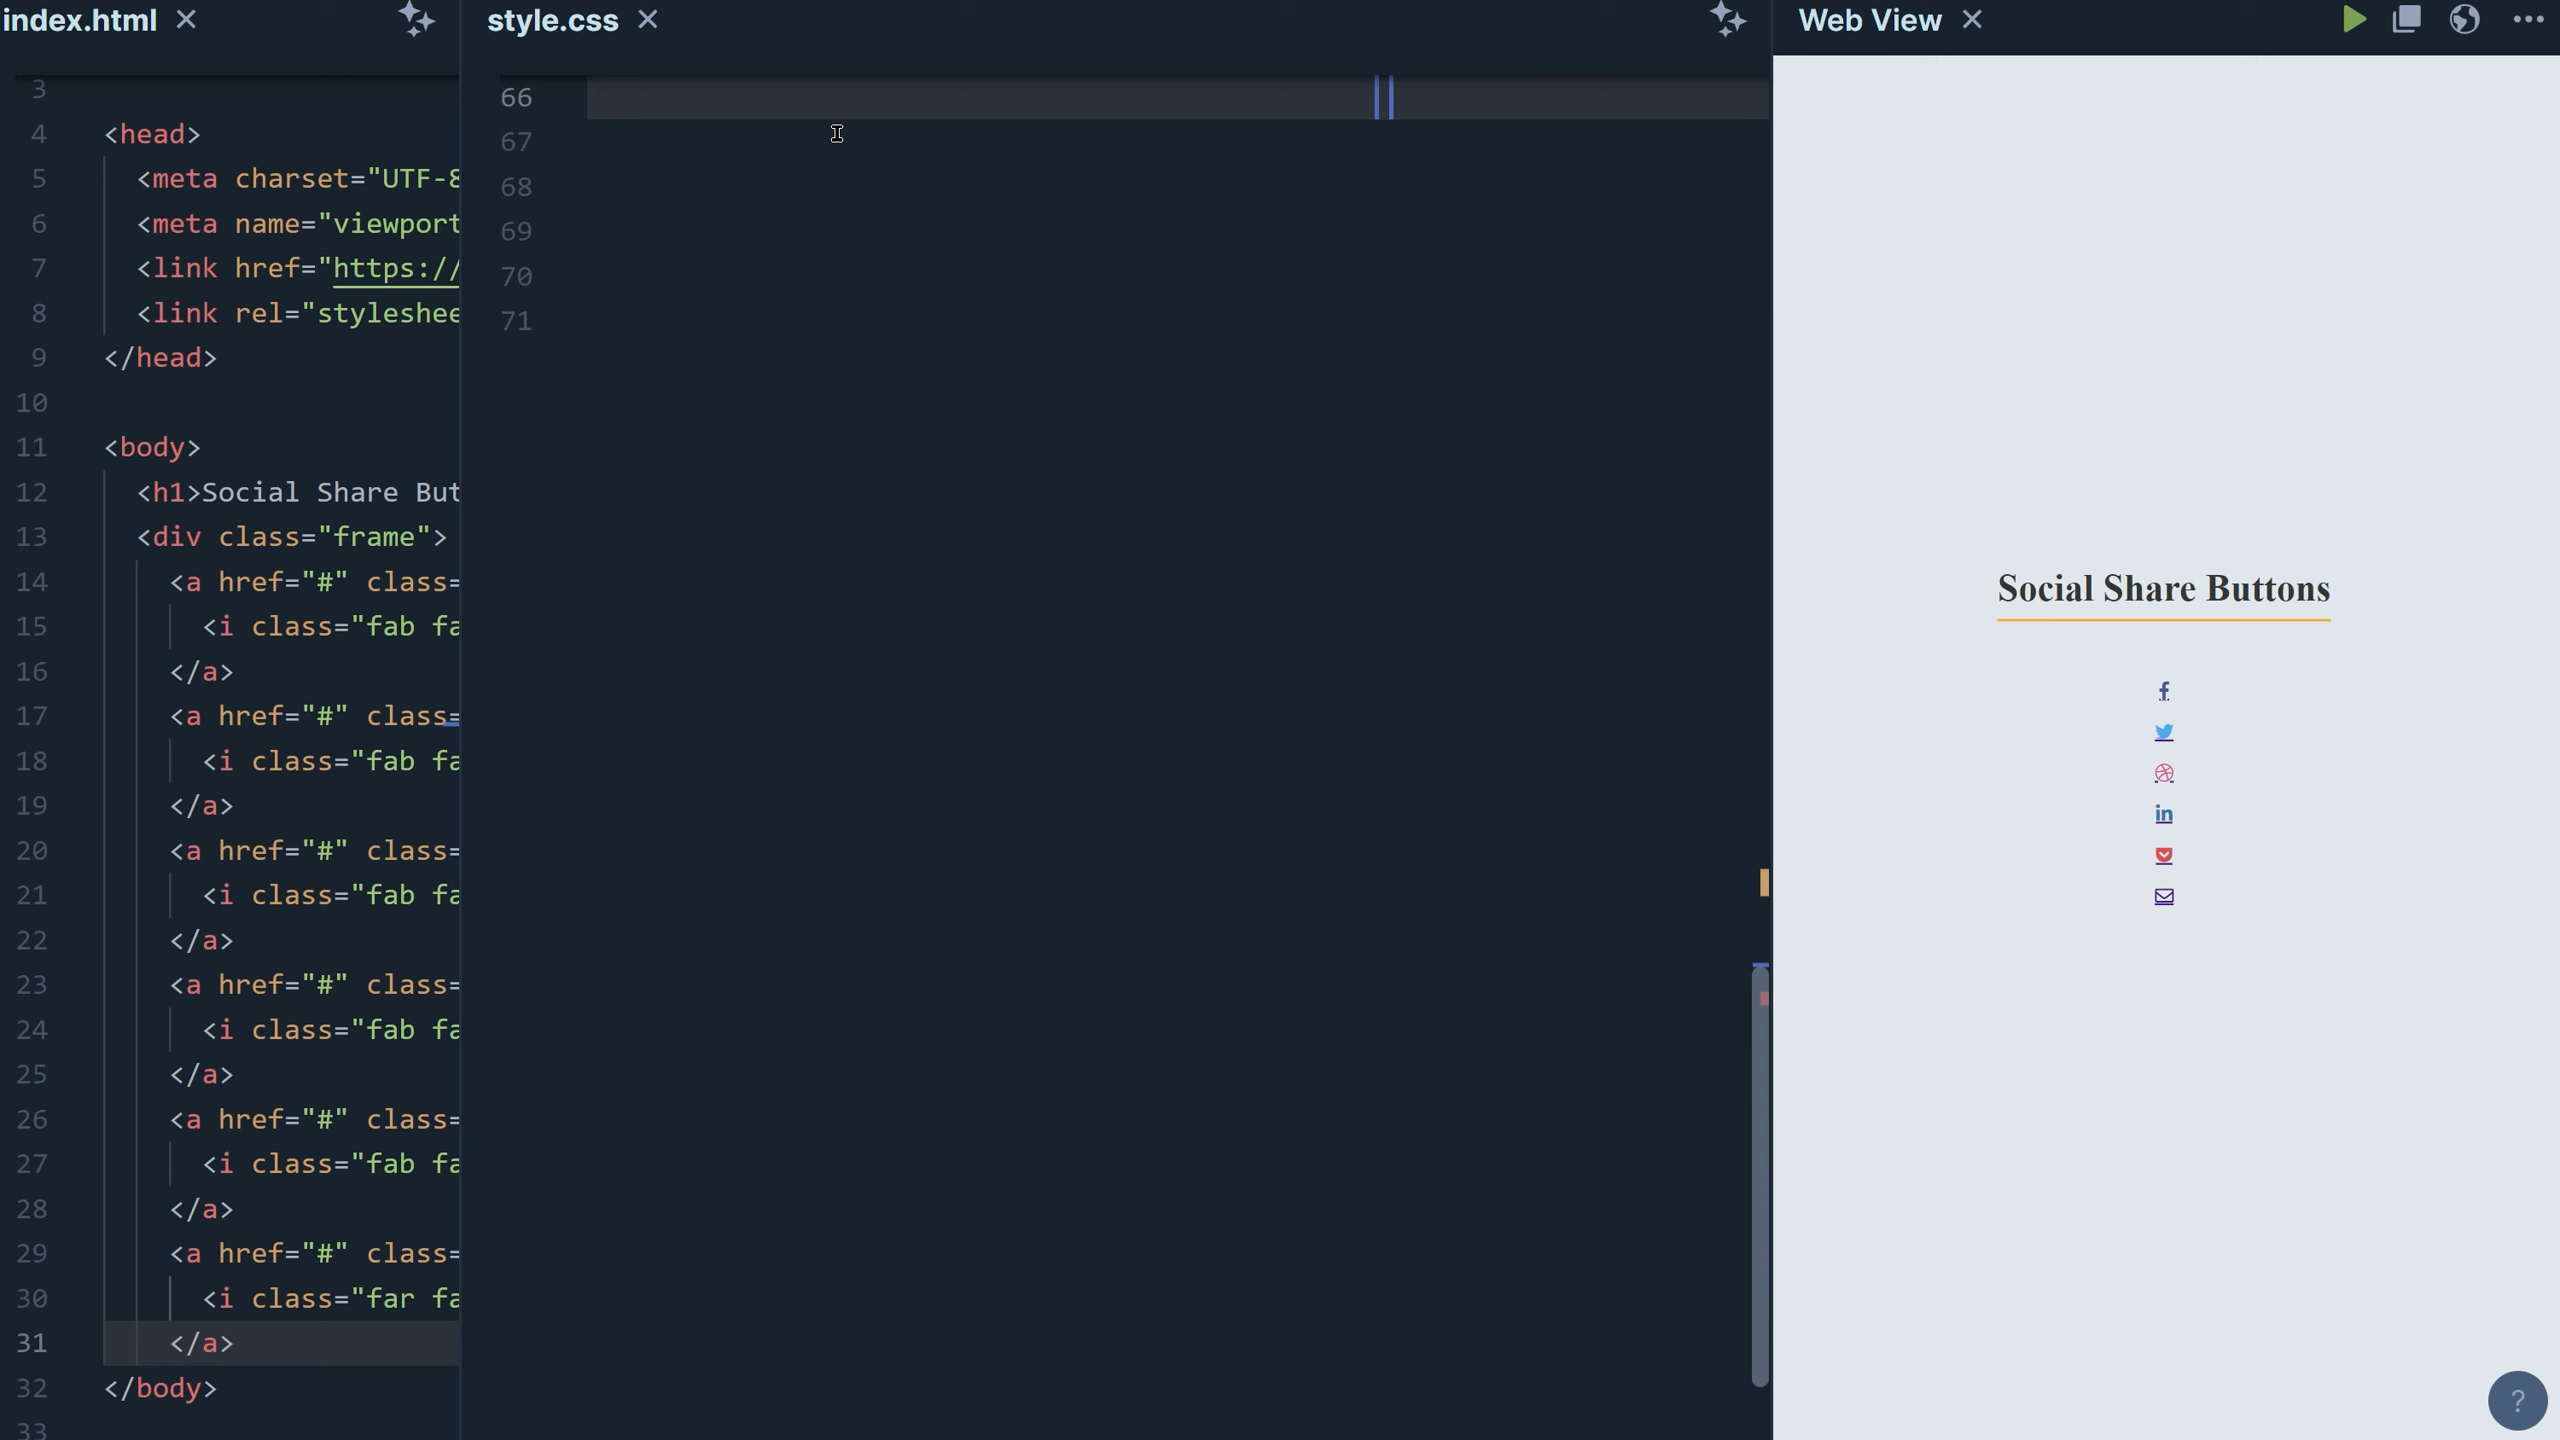 index.html
style.css
Web View
3
4 <head>
5 <meta charset="UTF-8
6 <meta name="viewport
7 <link href="https://
8 <link rel="styleshee
9 </head>
10
11 <body>
12 <h1>Social Share But
13 <div class="frame">
14 <a href="#" class=
15 <i class="fab fa
16 </a>
17 <a href="#" class=
18 <i class="fab fa
19 </a>
20 <a href="#" class=
21 <i class="fab fa
22 </a>
23 <a href="#" class=
24 <i class="fab fa
25 </a>
26 <a href="#" class=
27 <i class="fab fa
28 </a>
29 <a href="#" class=
30 <i class="far fa
31 </a>
32 </body>
33
66
67
68
69
70
71
Social Share Buttons
f
in
?